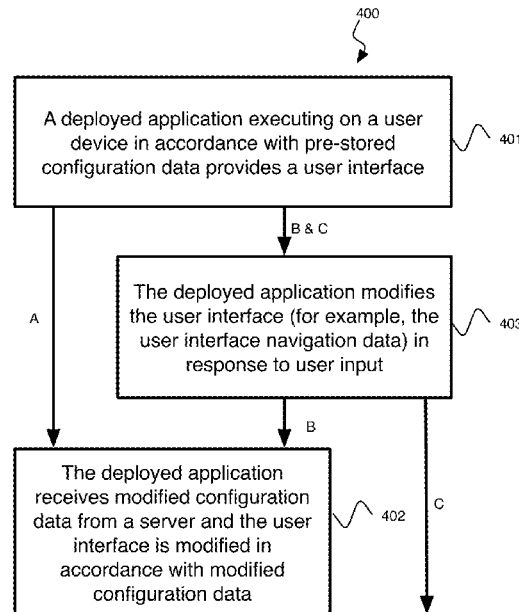 400
A deployed application executing on a user
device in accordance with pre-stored
configuration data provides a user interface
401
B & C
The deployed application modifies
the user interface (for example, the
user interface navigation data) in
response to user input
403
A
B
The deployed application
receives modified configuration
data from a server and the user
interface is modified in
accordance with modified
configuration data
402
C